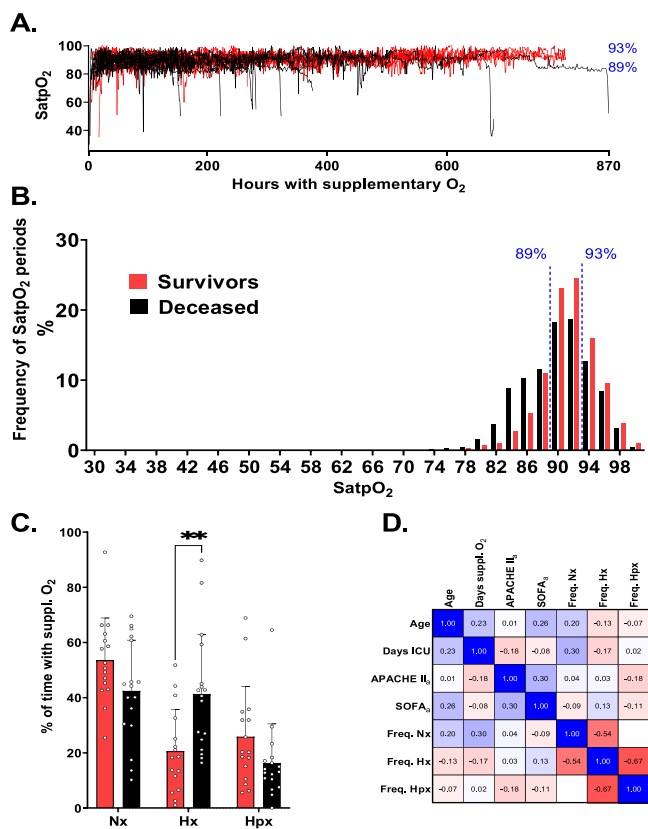 A.
SatpO2
100
80
60
40
93%
89%
0
200
400
600
870
Hours with supplementary O2
B.
Frequency of SatpO2 periods
%
30
20
10
0
89%
93%
Survivors
Deceased
30 34 38 42 46 50 54 58 62 66 70 74 78 82 86 90 94 98
SatpO2
C.
% of time with suppl. O2
100
80
60
40
20
0
**
Nx Hx Hpx
D.
Age Days suppl. O2 APACHE IIa SOFAa Freq. Nx Freq. Hx Freq. Hpx
Age 1.00 0.23 0.01 0.26 0.20 -0.13 -0.07
Days ICU 0.23 1.00 -0.18 -0.08 0.30 -0.17 0.02
APACHE IIa 0.01 -0.18 1.00 0.30 0.04 0.03 -0.18
SOFAa 0.26 -0.08 0.30 1.00 -0.09 0.13 -0.11
Freq. Nx 0.20 0.30 0.04 -0.09 1.00 -0.54
Freq. Hx -0.13 -0.17 0.03 0.13 -0.54 1.00 -0.67
Freq. Hpx -0.07 0.02 -0.18 -0.11 -0.67 1.00